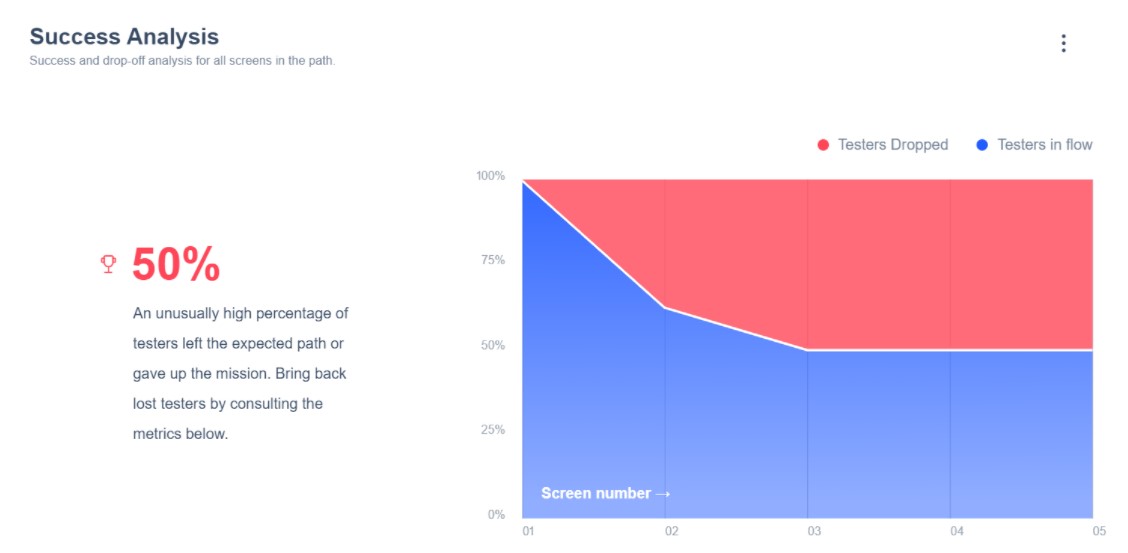 Success Analysis
Success and drop-off analysis for all screens in the path.
Testers Dropped
Testers in flow
50%
An unusually high percentage of
testers left the expected path or
gave up the mission. Bring back
lost testers by consulting the
metrics below.
100%
75%
50%
25%
0%
Screen number →
01 02 03 04 05